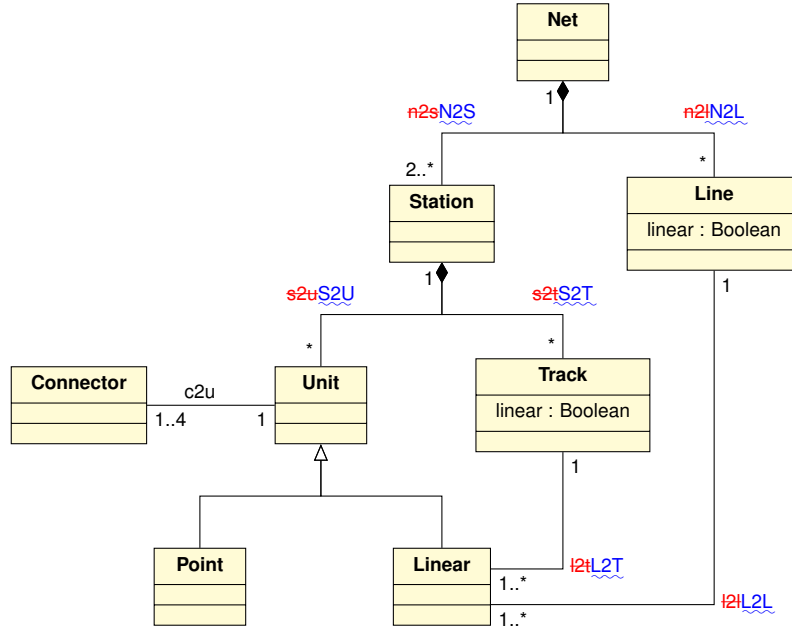 Net
1
n2sN2S
n2lN2L
2..*
*
Station
Line
linear : Boolean
1
1
s2uS2U
s2tS2T
*
*
Connector
c2u
Unit
Track
1..4
1
linear : Boolean
1
Point
Linear
l2tL2T
1..*
l2lL2L
1..*